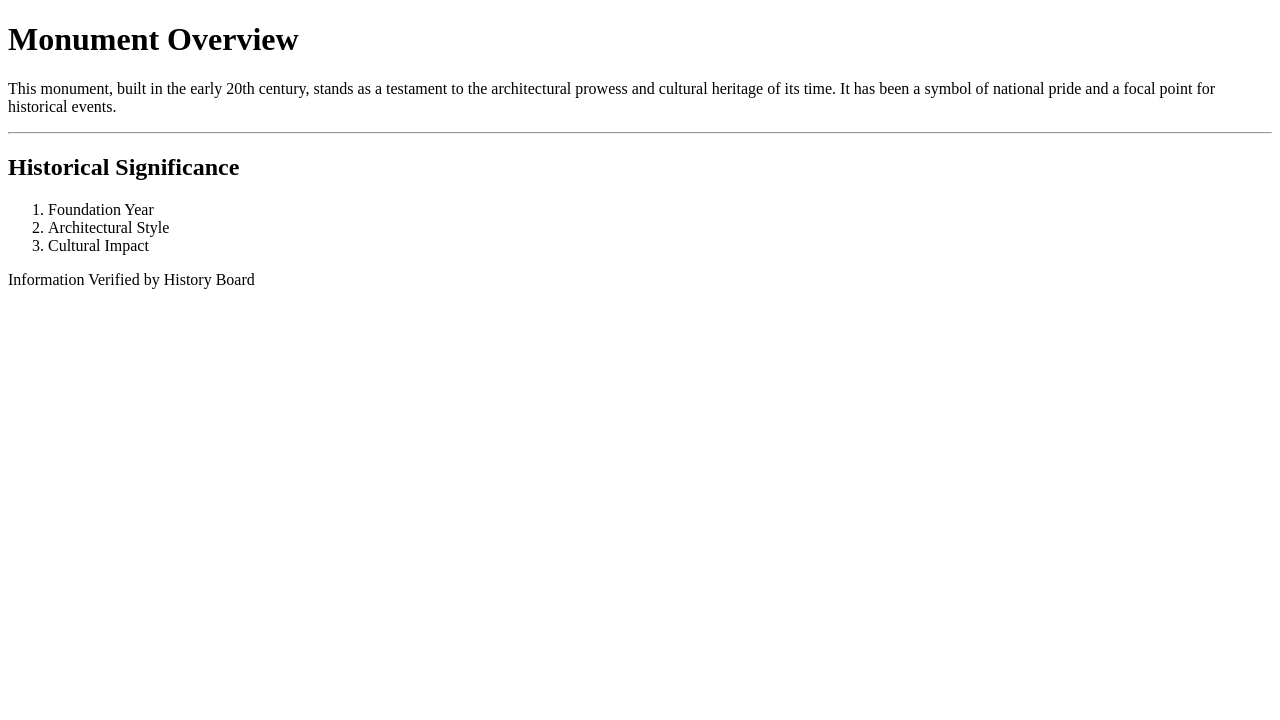 Monument Overview
This monument, built in the early 20th century, stands as a testament to the architectural prowess and cultural heritage of its time. It has been a symbol of national pride and a focal point for
historical events.
Historical Significance
1. Foundation Year
2. Architectural Style
3. Cultural Impact
Information Verified by History Board